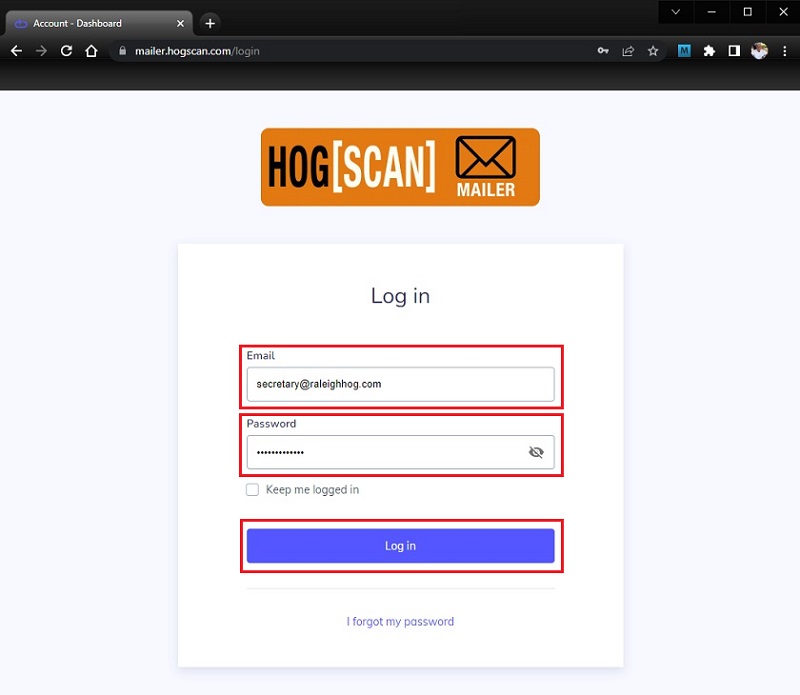 Account - Dashboard
mailer.hogscan.com/login
M
HOG[SCAN]
MAILER
Log in
Email
secretary@raleighhog.com
Password
•••••••••••••
Keep me logged in
Log in
I forgot my password